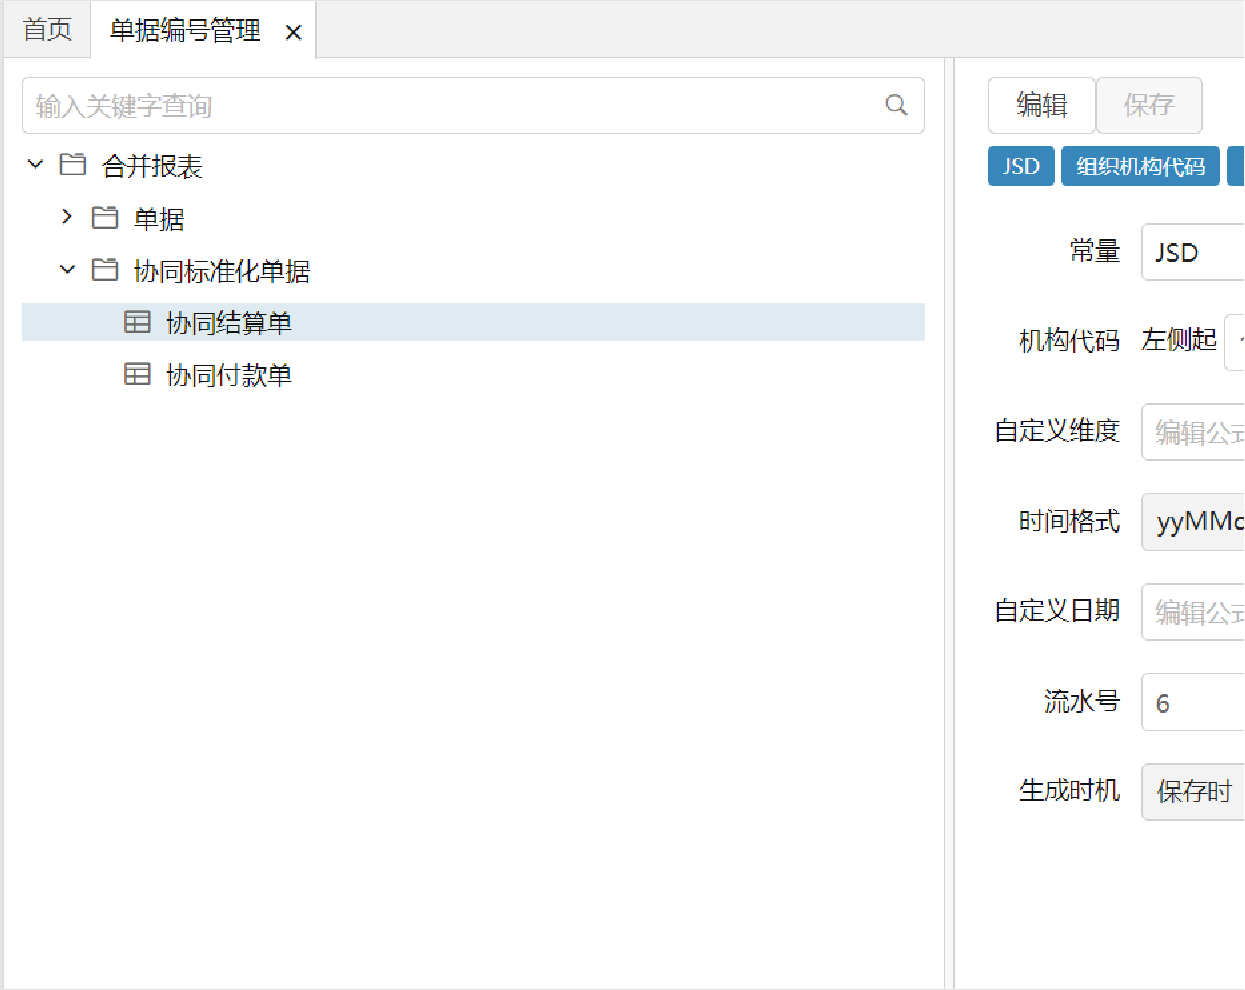 首页
单据编号管理
输入关键字查询
合并报表
单据
协同标准化单据
协同结算单
协同付款单
编辑 保存
JSD 组织机构代码
常量 JSD
机构代码 左侧起
自定义维度 编辑公式
时间格式 yyMM
自定义日期 编辑公式
流水号 6
生成时机 保存时